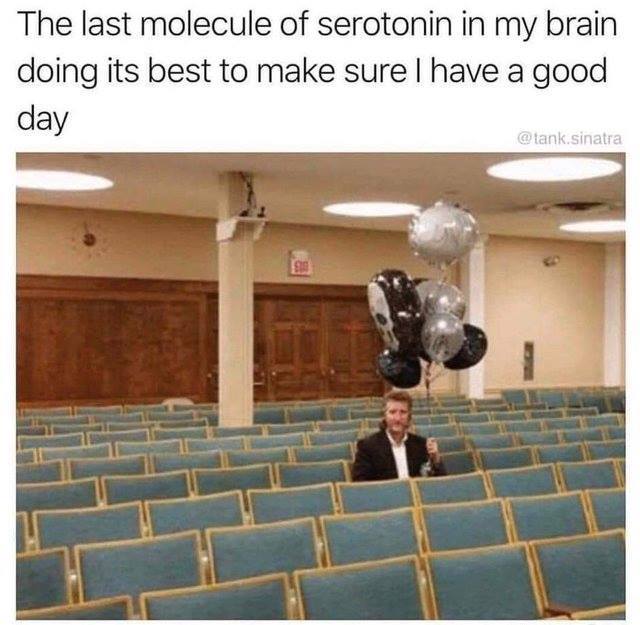 The last molecule of serotonin in my brain
doing its best to make sure I have a good
day
@tank.sinatra
EXIT